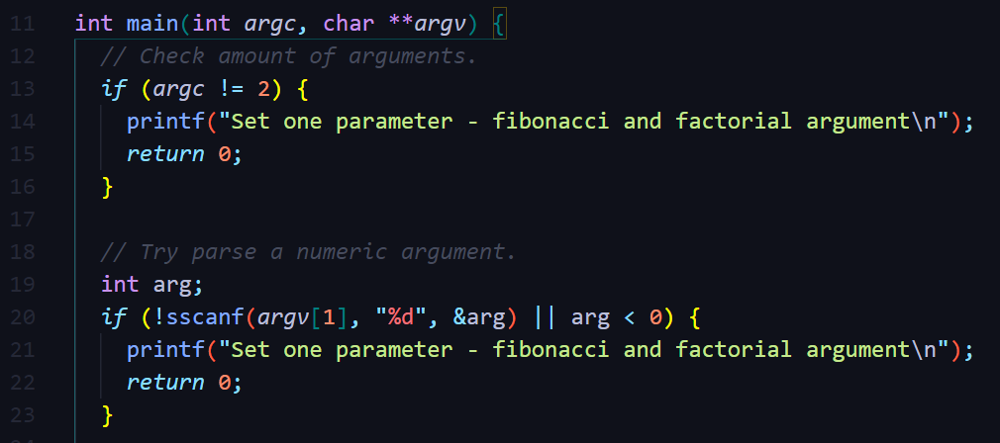 11 int main(int argc, char **argv) {
12 // Check amount of arguments.
13 if (argc != 2) {
14 printf("Set one parameter - fibonacci and factorial argument\n");
15 return 0;
16 }
17
18 // Try parse a numeric argument.
19 int arg;
20 if (!sscanf(argv[1], "%d", &arg) || arg < 0) {
21 printf("Set one parameter - fibonacci and factorial argument\n");
22 return 0;
23 }